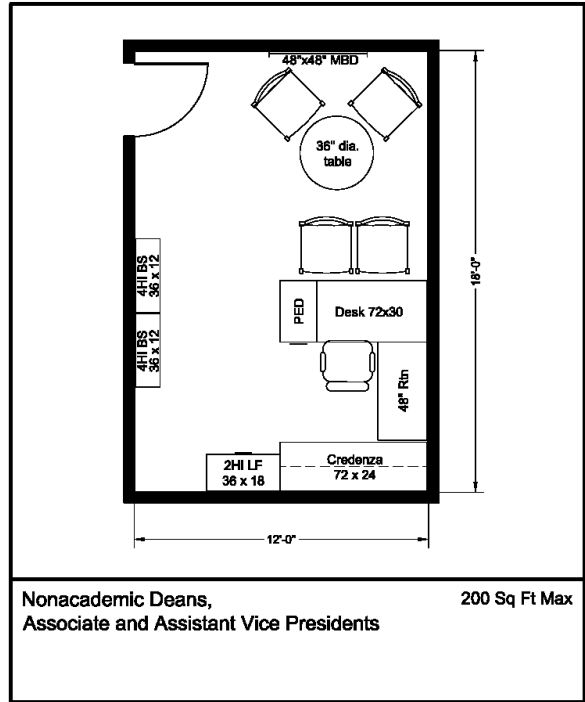 48"x48" MBD
36" dia.
table
4HI BS
36 x 12
4HI BS
36 x 12
PED
Desk 72x30
18'-0"
48" Rtn
2HI LF
36 x 18
Credenza
72 x 24
12'-0"
Nonacademic Deans,
Associate and Assistant Vice Presidents
200 Sq Ft Max